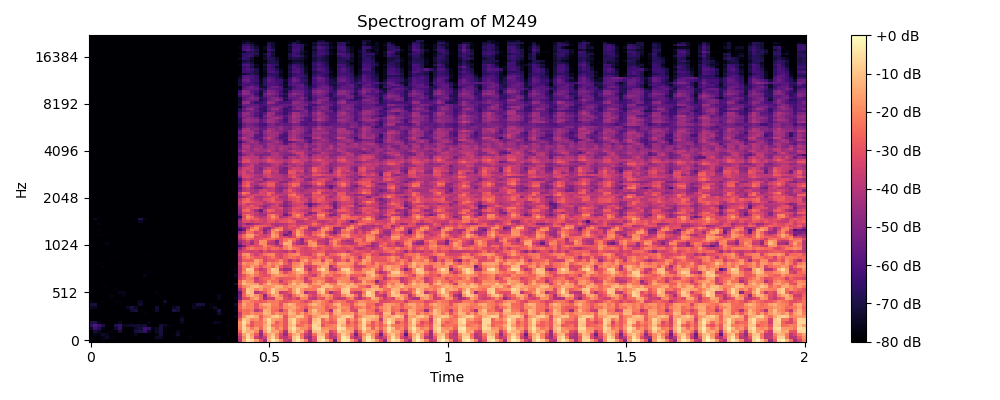 Spectrogram of M249
Hz
16384
8192
4096
2048
1024
512
0
0
0.5
1
1.5
2
Time
+0 dB
-10 dB
-20 dB
-30 dB
-40 dB
-50 dB
-60 dB
-70 dB
-80 dB